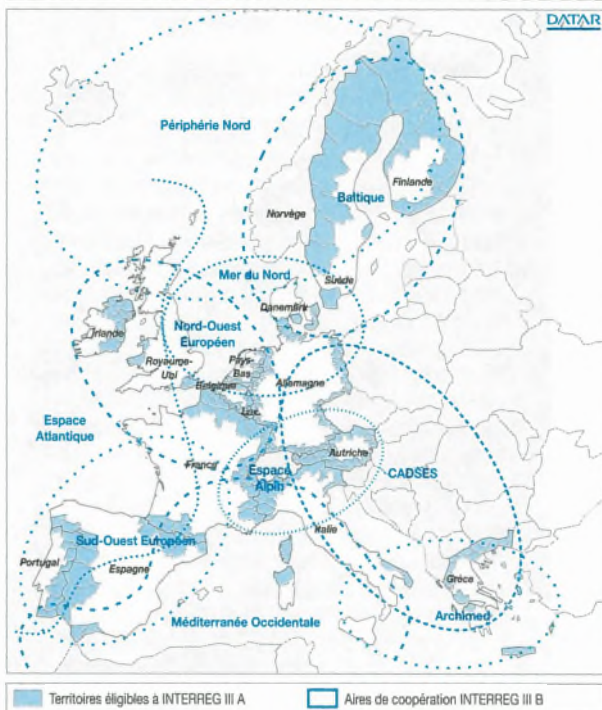 DATAR
Périphérie Nord
Finlande
Baltique
Norvège
Mer du Nord
Suède
Danemark
Nord-Ouest
Européen
Irlande
Royaume-
Uni
Pays-
Bas
Belgique
Allemagne
Lux.
Espace
Atlantique
France
Autriche
Espace
Alpin
CADSES
Italie
Sud-Ouest Européen
Portugal
Espagne
Grèce
Méditerranée Occidentale
Archimed
Territoires éligibles à INTERREG III A
Aires de coopération INTERREG III B